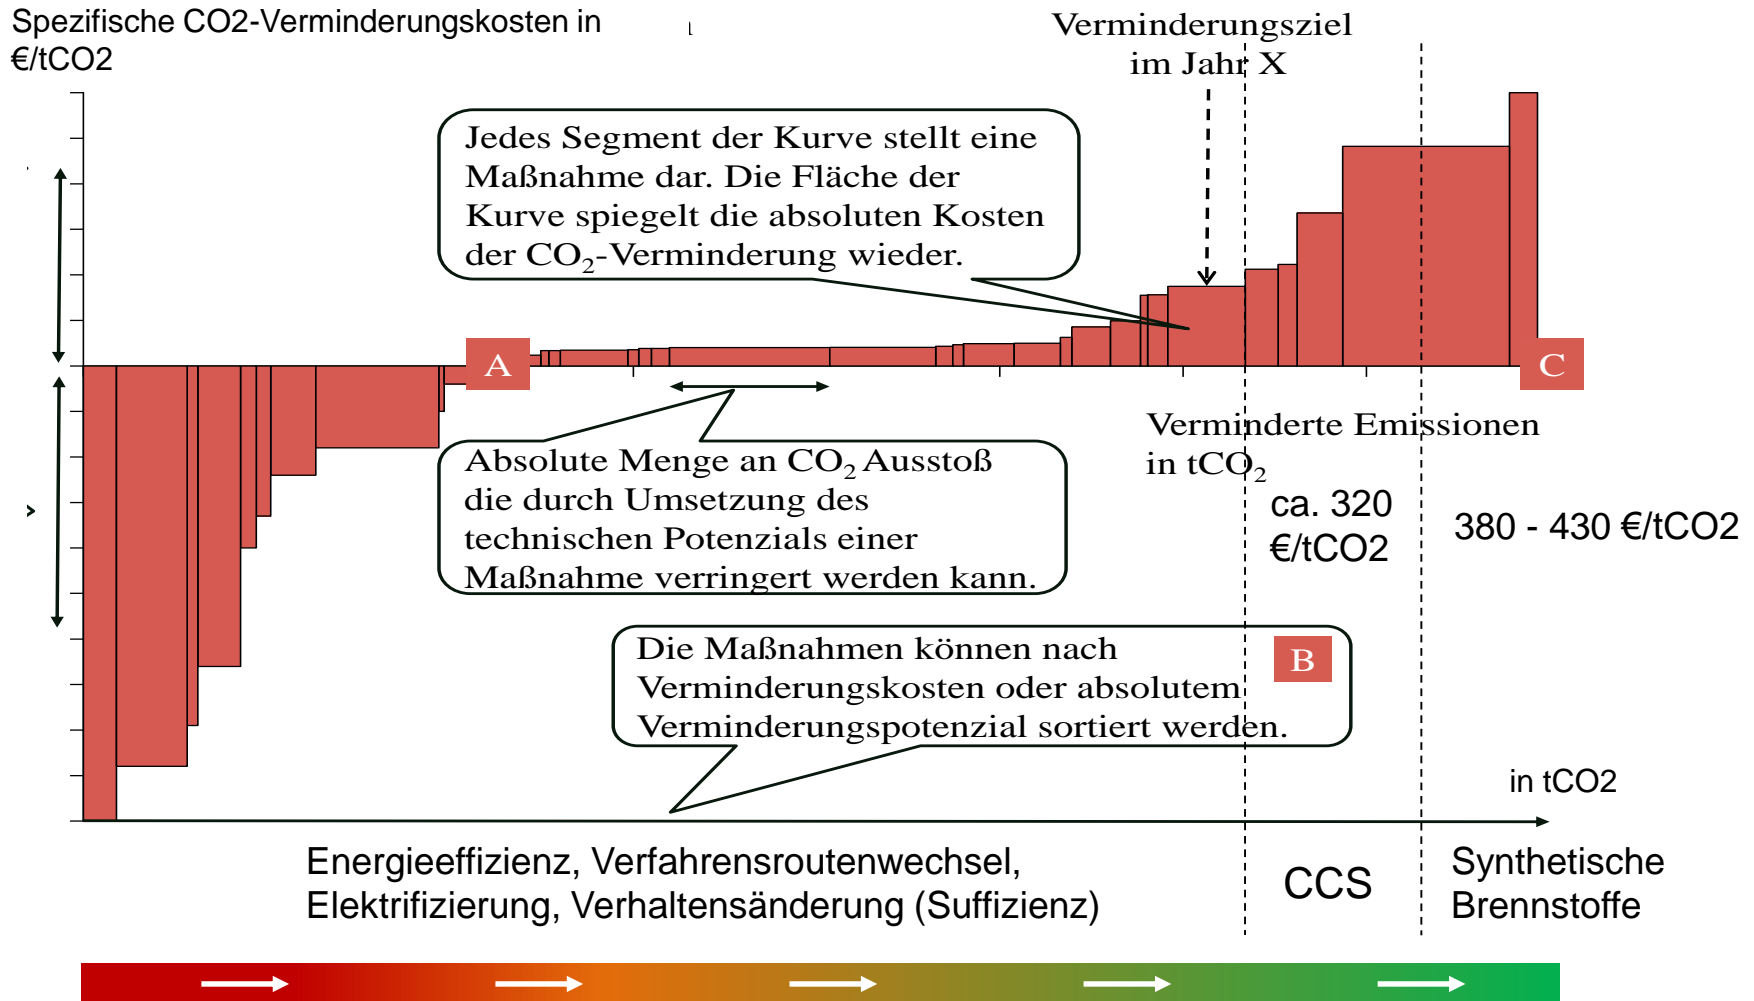 Spezifische CO2-Verminderungskosten in
€/tCO2
Verminderungsziel
im Jahr X
Jedes Segment der Kurve stellt eine
Maßnahme dar. Die Fläche der
Kurve spiegelt die absoluten Kosten
der CO₂-Verminderung wieder.
A
C
Verminderte Emissionen
in tCO₂
Absolute Menge an CO₂ Ausstoß
die durch Umsetzung des
technischen Potenzials einer
Maßnahme verringert werden kann.
ca. 320
€/tCO2
380 - 430 €/tCO2
Die Maßnahmen können nach
Verminderungskosten oder absolutem
Verminderungspotenzial sortiert werden.
B
in tCO2
Energieeffizienz, Verfahrensroutenwechsel,
Elektrifizierung, Verhaltensänderung (Suffizienz)
CCS
Synthetische
Brennstoffe